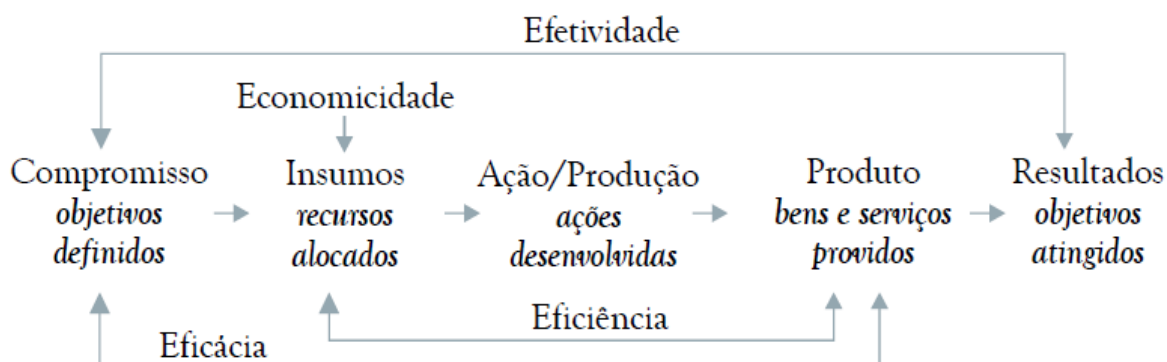 Efetividade
Economicidade
Compromisso
objetivos
definidos
Insumos
recursos
alocados
Ação/Produção
ações
desenvolvidas
Produto
bens e serviços
providos
Resultados
objetivos
atingidos
Eficiência
Eficácia